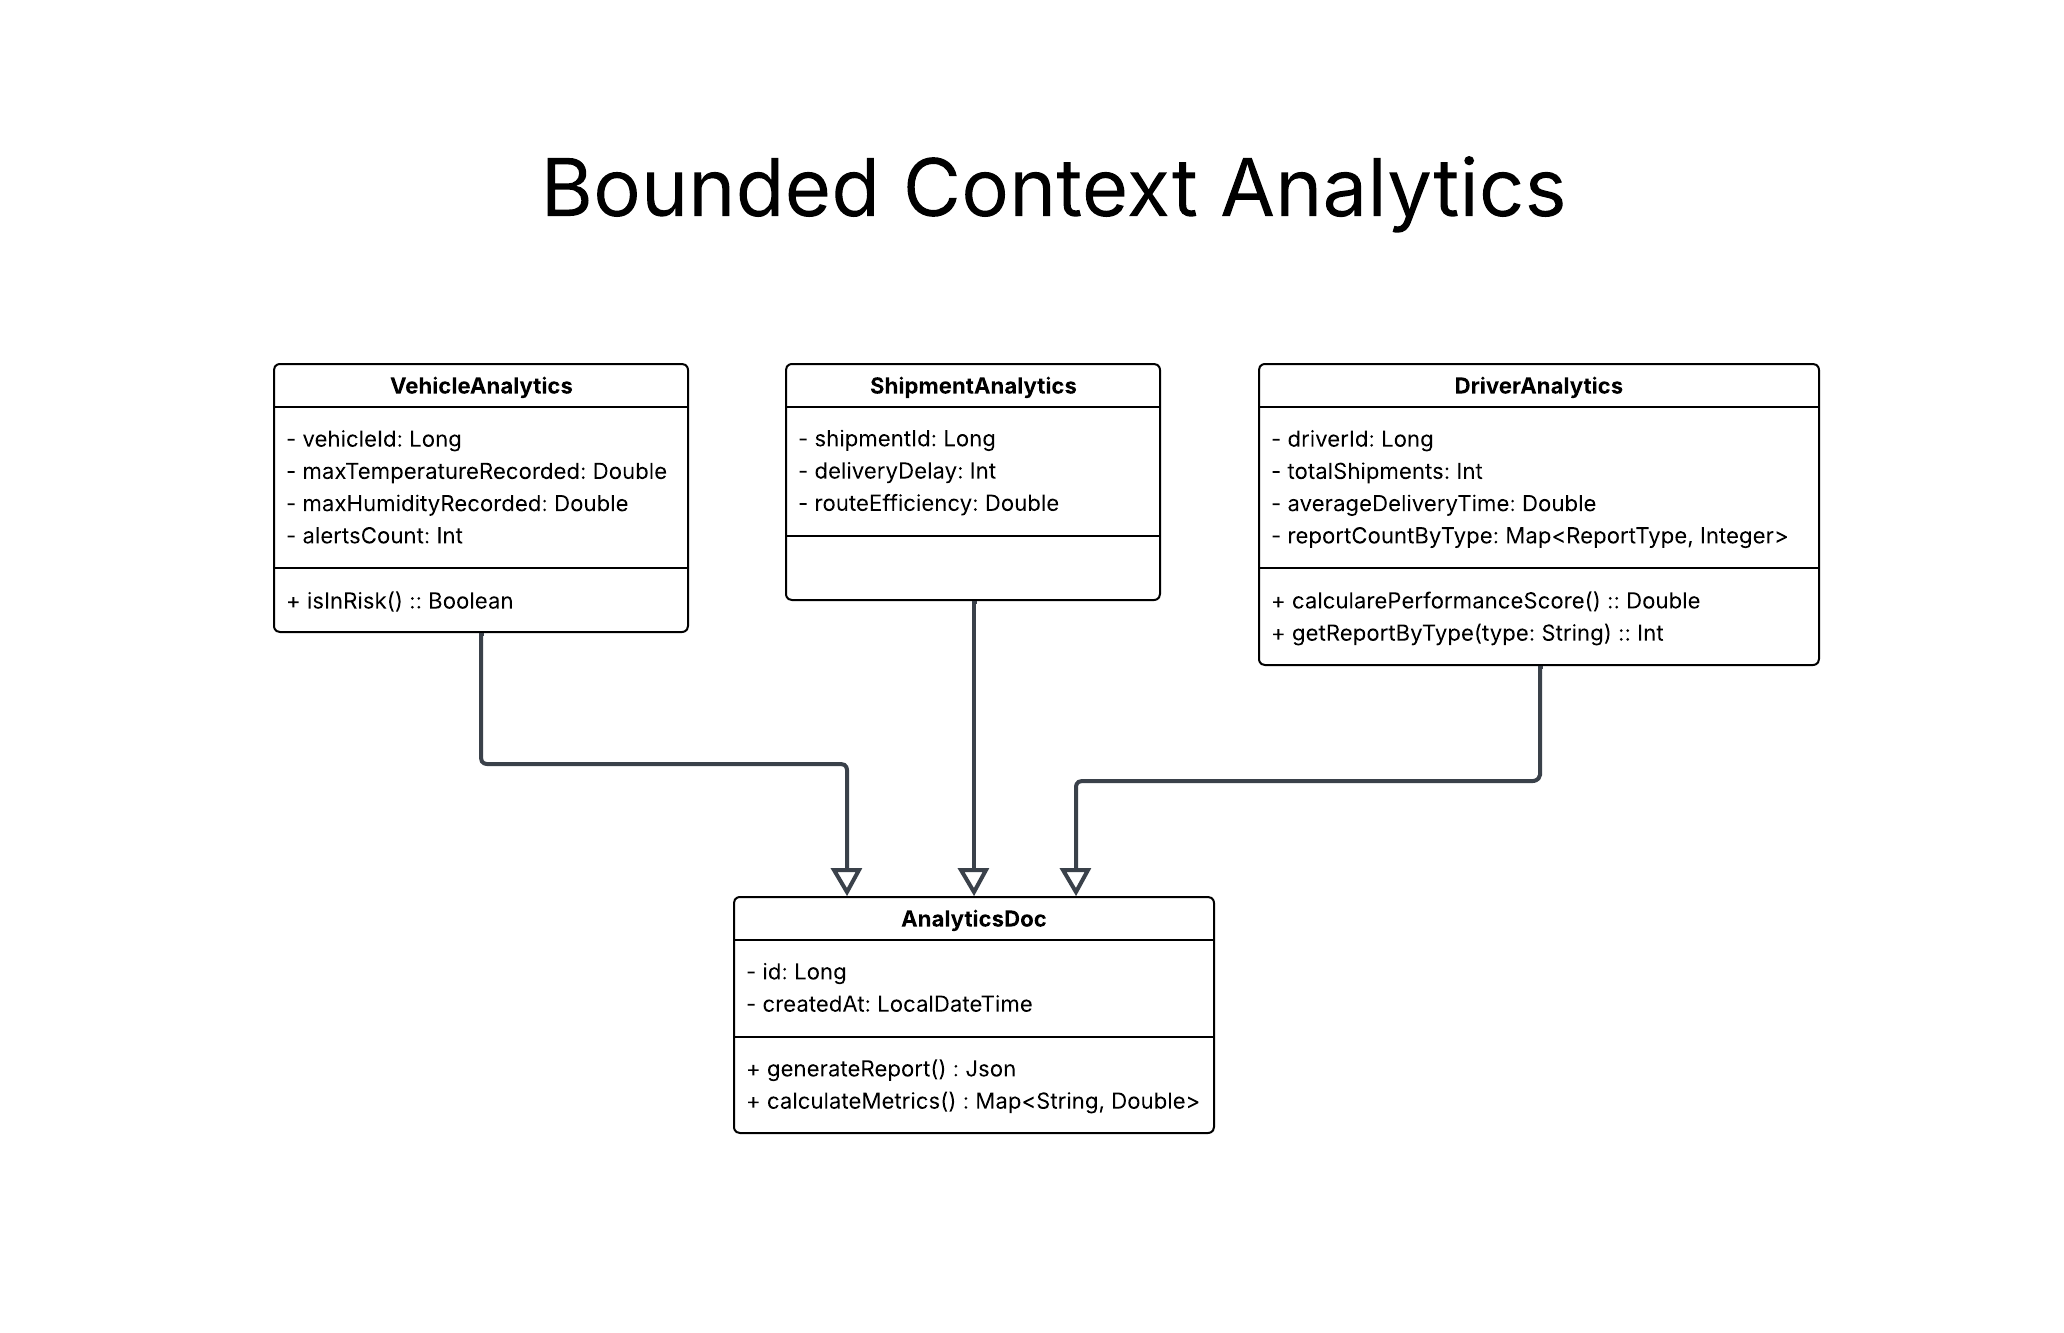 Bounded Context Analytics
VehicleAnalytics
- vehicleId: Long
- maxTemperatureRecorded: Double
- maxHumidityRecorded: Double
- alertsCount: Int
+ isInRisk() :: Boolean
ShipmentAnalytics
- shipmentId: Long
- deliveryDelay: Int
- routeEfficiency: Double
DriverAnalytics
- driverId: Long
- totalShipments: Int
- averageDeliveryTime: Double
- reportCountByType: Map<ReportType, Integer>
+ calcularePerformanceScore() :: Double
+ getReportByType(type: String) :: Int
AnalyticsDoc
- id: Long
- createdAt: LocalDateTime
+ generateReport() : Json
+ calculateMetrics() : Map<String, Double>